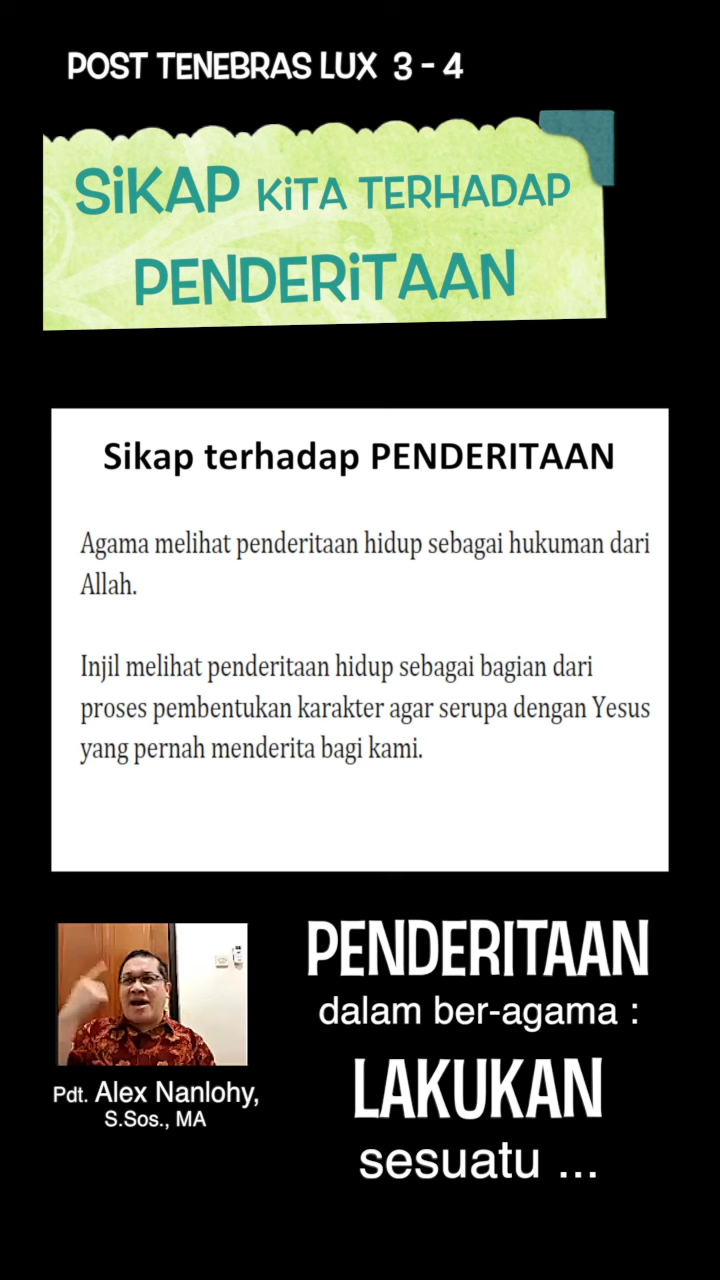 POST TENEBRAS LUX 3 - 4
SiKAP KiTA TERHADAP
PENDERiTAAN
Sikap terhadap PENDERITAAN
Agama melihat penderitaan hidup sebagai hukuman dari
Allah.
Injil melihat penderitaan hidup sebagai bagian dari
proses pembentukan karakter agar serupa dengan Yesus
yang pernah menderita bagi kami.
PENDERITAAN
dalam ber-agama :
LAKUKAN
sesuatu ...
Pdt. Alex Nanlohy,
S.Sos., MA